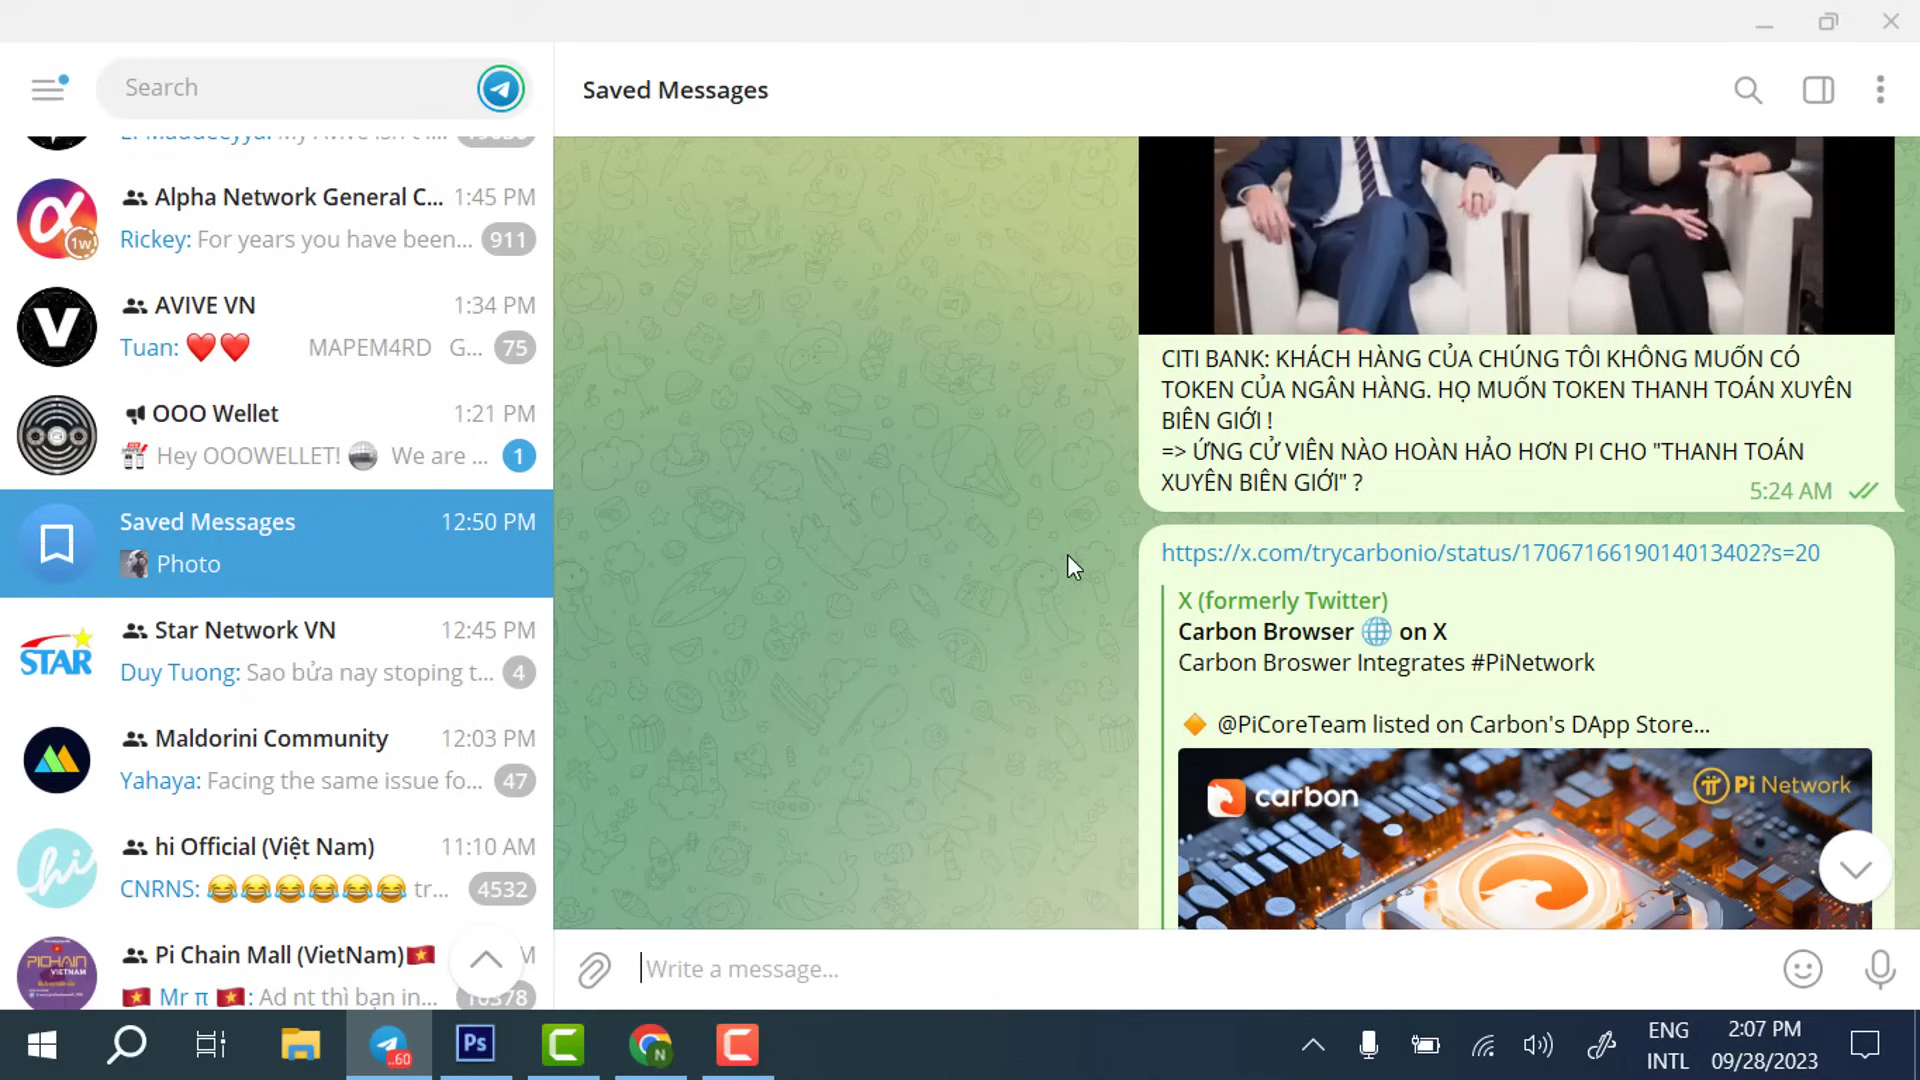 Search
Saved Messages
Alpha Network General C... 1:45 PM
Rickey: For years you have been... 911
1w
AVIVE VN 1:34 PM
Tuan: ❤️❤️ MAPEM4RD G... 75
OOO Wellet 1:21 PM
Hey OOOWELLET! We are ... 1
Saved Messages 12:50 PM
Photo
STAR
Star Network VN 12:45 PM
Duy Tuong: Sao bửa nay stoping t... 4
Maldorini Community 12:03 PM
Yahaya: Facing the same issue fo... 47
hi
hi Official (Việt Nam) 11:10 AM
CNRNS: 😂😂😂😂😂😂 tr... 4532
PICHAIN
VIETNAM
Pi Chain Mall (VietNam)🇻🇳 M
🇻🇳 Mr π 🇻🇳: Ad nt thì bạn in... 10378
CITI BANK: KHÁCH HÀNG CỦA CHÚNG TÔI KHÔNG MUỐN CÓ
TOKEN CỦA NGÂN HÀNG. HỌ MUỐN TOKEN THANH TOÁN XUYÊN
BIÊN GIỚI !
=> ỨNG CỬ VIÊN NÀO HOÀN HẢO HƠN PI CHO "THANH TOÁN
XUYÊN BIÊN GIỚI" ?
5:24 AM
https://x.com/trycarbonio/status/1706716619014013402?s=20
X (formerly Twitter)
Carbon Browser 🌐 on X
Carbon Broswer Integrates #PiNetwork
🔶 @PiCoreTeam listed on Carbon's DApp Store...
carbon
Pi Network
Write a message...
..60
Ps
N
ENG
INTL
2:07 PM
09/28/2023